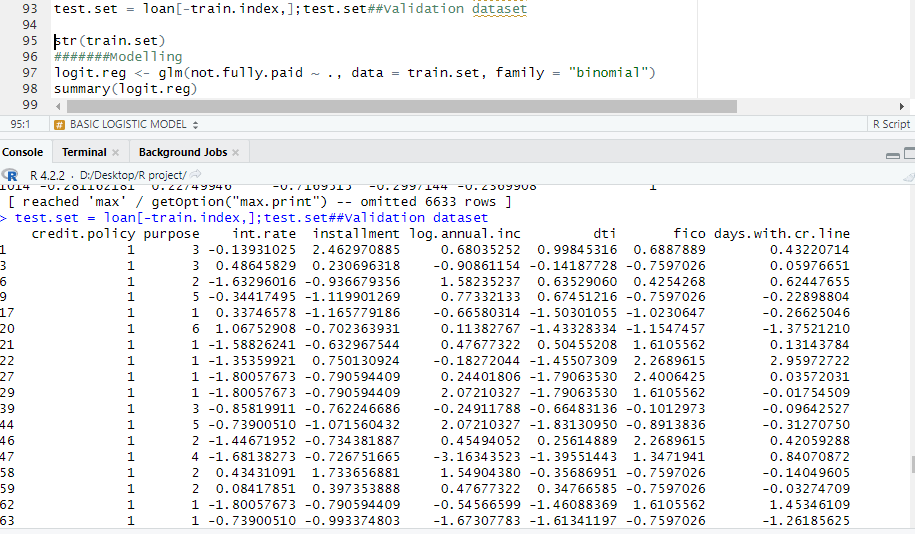 93 test.set = loan[-train.index,];test.set##Validation dataset
94
95 str(train.set)
96 #######Modelling
97 logit.reg <- glm(not.fully.paid ~ ., data = train.set, family = "binomial")
98 summary(logit.reg)
99
95:1 # BASIC LOGISTIC MODEL R Script
Console Terminal × Background Jobs ×
R R 4.2.2 · D:/Desktop/R project/
1014 -0.281162181 0.22749946 -0.7169515 -0.2997144 -0.2369908 1
[ reached 'max' / getOption("max.print") -- omitted 6633 rows ]
> test.set = loan[-train.index,];test.set##Validation dataset
credit.policy purpose int.rate installment log.annual.inc dti fico days.with.cr.line
1 1 3 -0.13931025 2.462970885 0.68035252 0.99845316 0.6887889 0.43220714
3 1 3 0.48645829 0.230696318 -0.90861154 -0.14187728 -0.7597026 0.05976651
6 1 2 -1.63296016 -0.936679356 1.58235237 0.63529060 0.4254268 0.62447655
9 1 5 -0.34417495 -1.119901269 0.77332133 0.67451216 -0.7597026 -0.22898804
17 1 1 0.33746578 -1.165779186 -0.66580314 -1.50301055 -1.0230647 -0.26625046
20 1 6 1.06752908 -0.702363931 0.11382767 -1.43328334 -1.1547457 -1.37521210
21 1 1 -1.58826241 -0.632967544 0.47677322 0.50455208 1.6105562 0.13143784
22 1 1 -1.35359921 0.750130924 -0.18272044 -1.45507309 2.2689615 2.95972722
27 1 1 -1.80057673 -0.790594409 0.24401806 -1.79063530 2.4006425 0.03572031
29 1 1 -1.80057673 -0.790594409 2.07210327 -1.79063530 1.6105562 -0.01754509
39 1 3 -0.85819911 -0.762246686 -0.24911788 -0.66483136 -0.1012973 -0.09642527
44 1 5 -0.73900510 -1.071560432 2.07210327 -1.83130950 -0.8913836 -0.31270750
46 1 2 -1.44671952 -0.734381887 0.45494052 0.25614889 2.2689615 0.42059288
47 1 4 -1.68138273 -0.726751665 -3.16343523 -1.39551443 1.3471941 0.84070872
58 1 2 0.43431091 1.733656881 1.54904380 -0.35686951 -0.7597026 -0.14049605
59 1 2 0.08417851 0.397353888 0.47677322 0.34766585 -0.7597026 -0.03274709
62 1 1 -1.80057673 -0.790594409 -0.54566599 -1.46088369 1.6105562 1.45346109
63 1 1 -0.73900510 -0.993374803 -1.67307783 -1.61341197 -0.7597026 -1.26185625